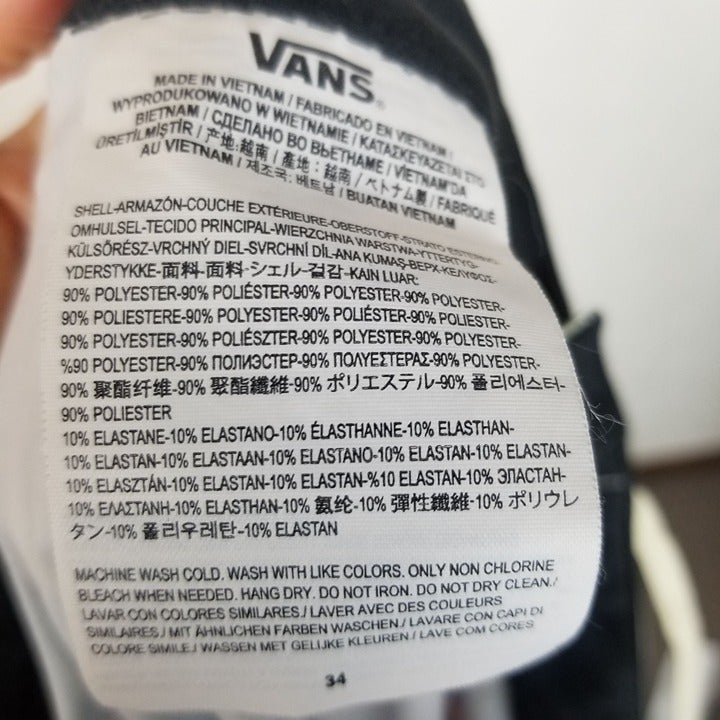 VANS
MADE IN VIETNAM / FABRICADO EN VIETNAM /
WYPRODUKOWANO W WIETNAMIE / ΚΑΤΑΣΚΕΥΑΖΕΤΑΙ ΣΤΟ
ΒΙΕΤΝΑΜ / СДЕЛАНО ВО ВЬЕТНАМЕ / VIETNAM'DA
ÜRETILMIŞTIR / 产地:越南 / 產地:越南 / ベトナム製 / FABRIQUÉ
AU VIETNAM / 제조국: 베트남 / BUATAN VIETNAM
SHELL-ARMAZÓN-COUCHE EXTÉRIEURE-OBERSTOFF-STRATO ESTERNO-
OMHULSEL-TECIDO PRINCIPAL-WIERZCHNIA WARSTWA-YTTERTYG-
KÜLSŐRÉSZ-VRCHNÝ DIEL-SVRCHNÍ DÍL-ANA KUMAŞ-ВЕРХ-ΚΕΛΥΦΟΣ-
YDERSTYKKE-面料-面料-シェル-겉감-KAIN LUAR:
90% POLYESTER-90% POLIÉSTER-90% POLYESTER-90% POLYESTER-
90% POLIESTERE-90% POLYESTER-90% POLIÉSTER-90% POLIESTER-
90% POLYESTER-90% POLIÉSZTER-90% POLYESTER-90% POLYESTER-
%90 POLYESTER-90% ПОЛИЭСТЕР-90% ΠΟΛΥΕΣΤΕΡΑΣ-90% POLYESTER-
90% 聚酯纤维-90% 聚酯纖維-90% ポリエステル-90% 폴리에스터-
90% POLIESTER
10% ELASTANE-10% ELASTANO-10% ÉLASTHANNE-10% ELASTHAN-
10% ELASTAN-10% ELASTAAN-10% ELASTANO-10% ELASTAN-10% ELASTAN-
10% ELASZTÁN-10% ELASTAN-10% ELASTAN-%10 ELASTAN-10% ЭЛАСТАН-
10% ΕΛΑΣΤΑΝΗ-10% ELASTHAN-10% 氨纶-10% 彈性纖維-10% ポリウレ
タン-10% 폴리우레탄-10% ELASTAN
MACHINE WASH COLD. WASH WITH LIKE COLORS. ONLY NON CHLORINE
BLEACH WHEN NEEDED. HANG DRY. DO NOT IRON. DO NOT DRY CLEAN./
LAVAR CON COLORES SIMILARES./ LAVER AVEC DES COULEURS
SIMILAIRES./ MIT ÄHNLICHEN FARBEN WASCHEN./ LAVARE CON CAPI DI
COLORE SIMILE./ WASSEN MET GELIJKE KLEUREN./ LAVE COM CORES
34